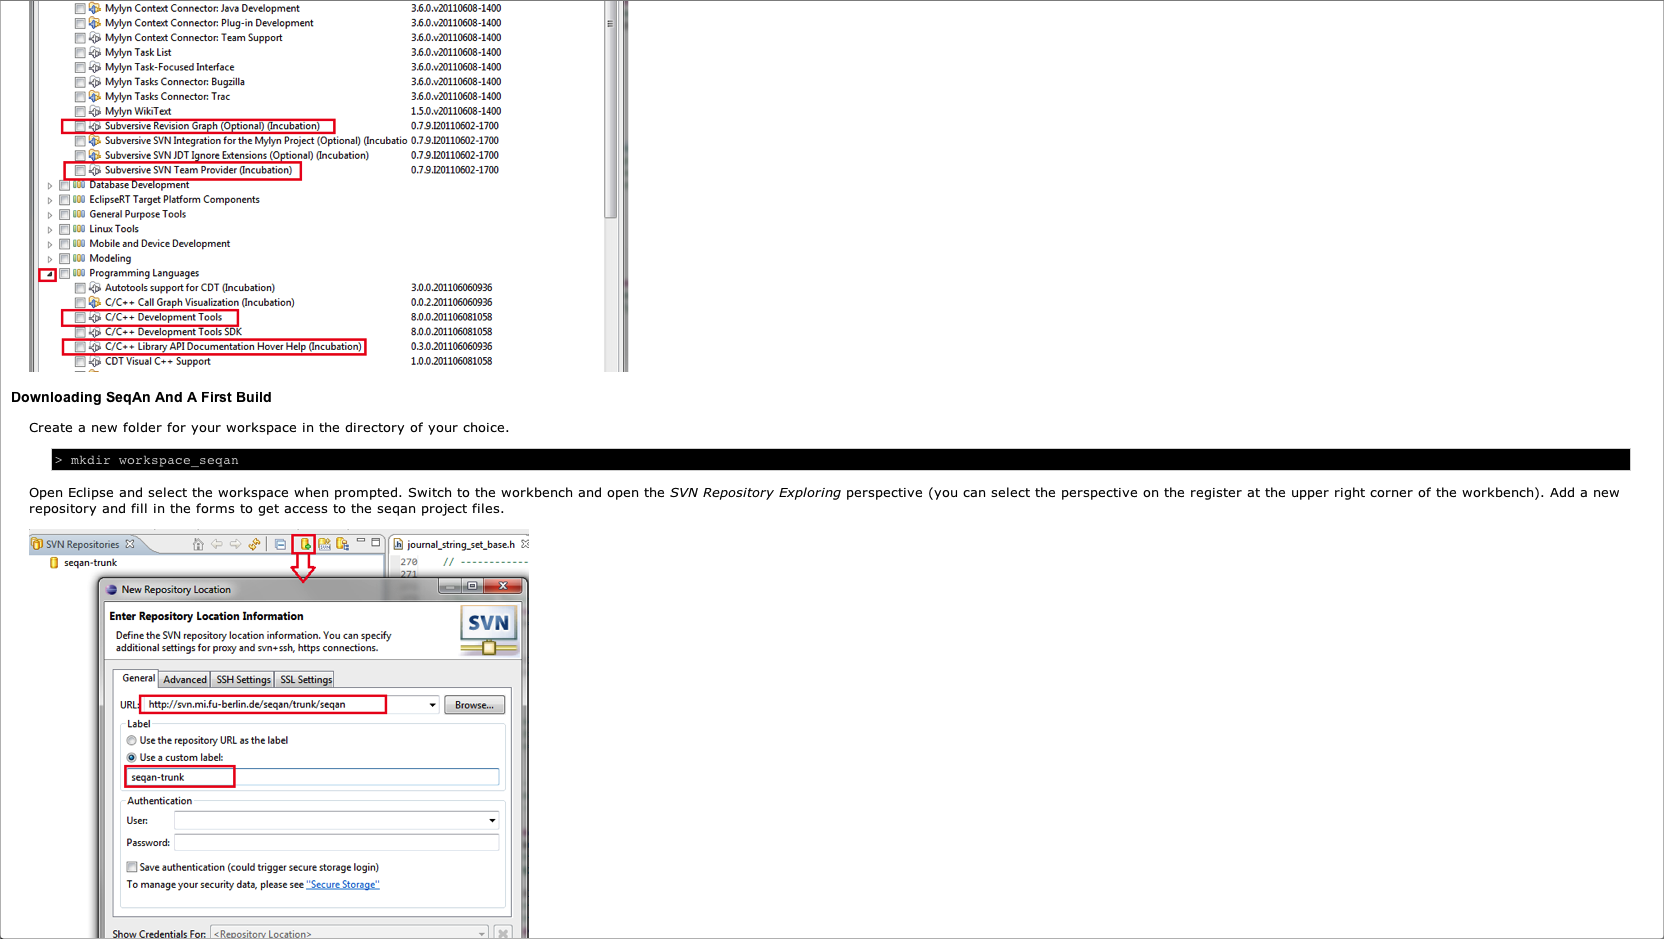 Mylyn Context Connector: Java Development 3.6.0.v20110608-1400
Mylyn Context Connector: Plug-in Development 3.6.0.v20110608-1400
Mylyn Context Connector: Team Support 3.6.0.v20110608-1400
Mylyn Task List 3.6.0.v20110608-1400
Mylyn Task-Focused Interface 3.6.0.v20110608-1400
Mylyn Tasks Connector: Bugzilla 3.6.0.v20110608-1400
Mylyn Tasks Connector: Trac 3.6.0.v20110608-1400
Mylyn WikiText 1.5.0.v20110608-1400
Subversive Revision Graph (Optional) (Incubation) 0.7.9.I20110602-1700
Subversive SVN Integration for the Mylyn Project (Optional) (Incubatio 0.7.9.I20110602-1700
Subversive SVN JDT Ignore Extensions (Optional) (Incubation) 0.7.9.I20110602-1700
Subversive SVN Team Provider (Incubation) 0.7.9.I20110602-1700
Database Development
EclipseRT Target Platform Components
General Purpose Tools
Linux Tools
Mobile and Device Development
Modeling
Programming Languages
Autotools support for CDT (Incubation) 3.0.0.201106060936
C/C++ Call Graph Visualization (Incubation) 0.0.2.201106060936
C/C++ Development Tools 8.0.0.201106081058
C/C++ Development Tools SDK 8.0.0.201106081058
C/C++ Library API Documentation Hover Help (Incubation) 0.3.0.201106060936
CDT Visual C++ Support 1.0.0.201106081058
Downloading SeqAn And A First Build
Create a new folder for your workspace in the directory of your choice.
> mkdir workspace_seqan
Open Eclipse and select the workspace when prompted. Switch to the workbench and open the SVN Repository Exploring perspective (you can select the perspective on the register at the upper right corner of the workbench). Add a new
repository and fill in the forms to get access to the seqan project files.
SVN Repositories journal_string_set_base.h
seqan-trunk 270 // ------------
271
New Repository Location
Enter Repository Location Information
SVN
Define the SVN repository location information. You can specify
additional settings for proxy and svn+ssh, https connections.
General Advanced SSH Settings SSL Settings
URL: http://svn.mi.fu-berlin.de/seqan/trunk/seqan Browse...
Label
Use the repository URL as the label
Use a custom label:
seqan-trunk
Authentication
User:
Password:
Save authentication (could trigger secure storage login)
To manage your security data, please see "Secure Storage"
Show Credentials For: <Repository Location>